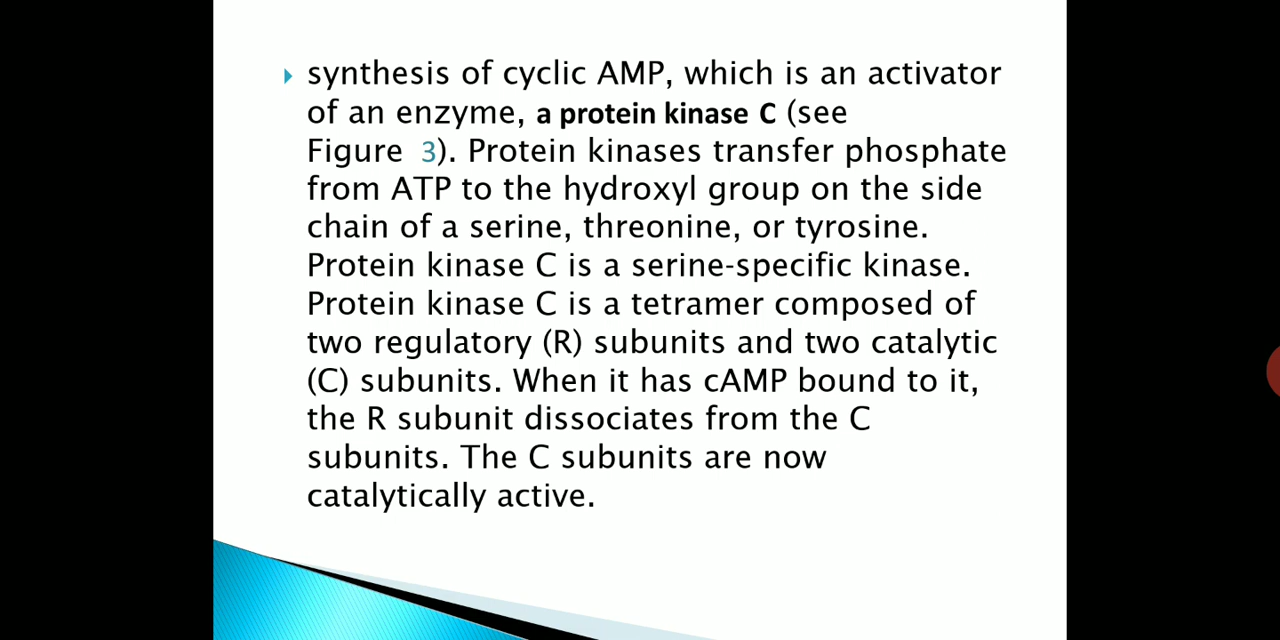 synthesis of cyclic AMP, which is an activator
of an enzyme, a protein kinase C (see
Figure 3). Protein kinases transfer phosphate
from ATP to the hydroxyl group on the side
chain of a serine, threonine, or tyrosine.
Protein kinase C is a serine-specific kinase.
Protein kinase C is a tetramer composed of
two regulatory (R) subunits and two catalytic
(C) subunits. When it has cAMP bound to it,
the R subunit dissociates from the C
subunits. The C subunits are now
catalytically active.